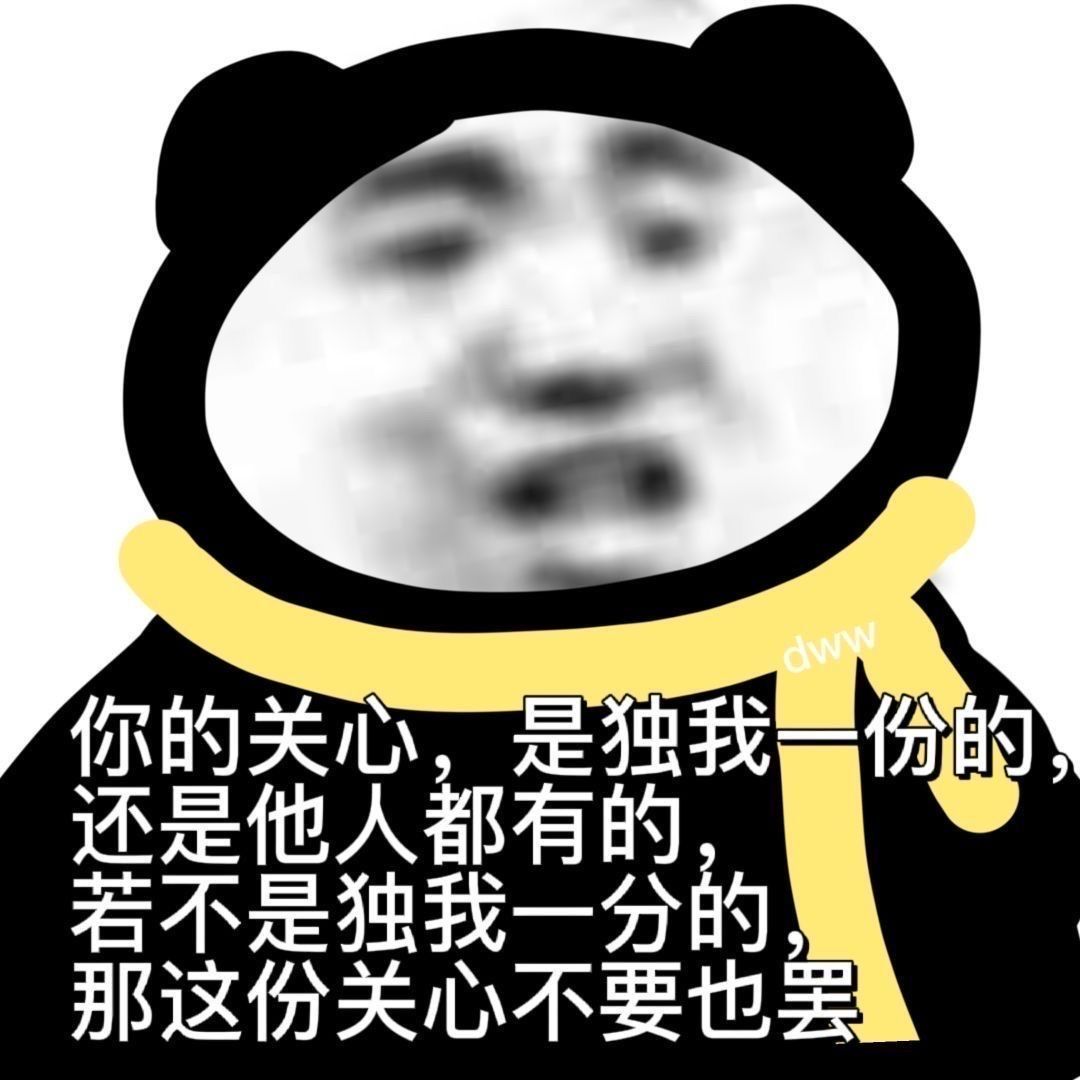 dww
你的关心，是独我一份的，
还是他人都有的，
若不是独我一分的，
那这份关心不要也罢